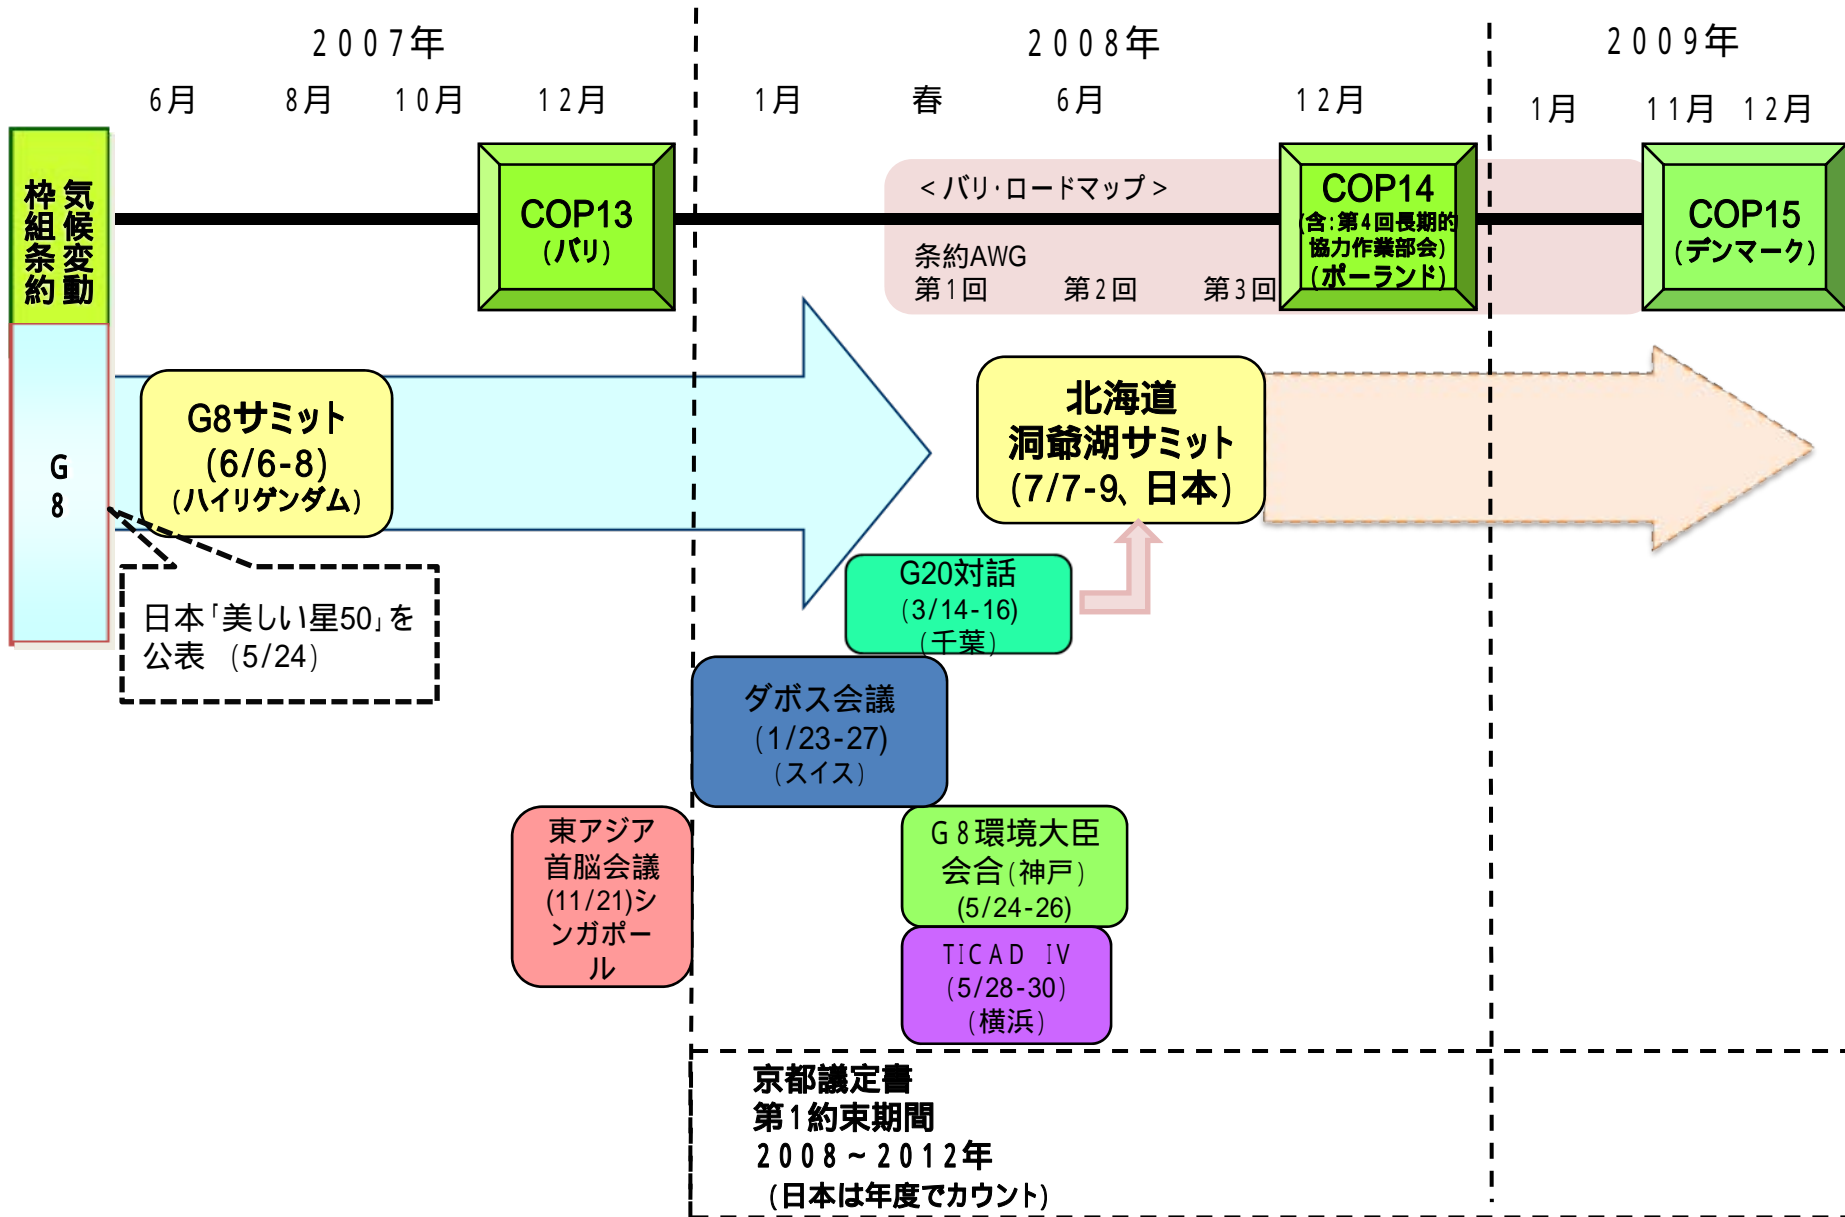 2007年
2008年
2009年
6月
8月
10月
12月
1月
春
6月
12月
1月
11月
12月
気候変動
枠組条約
COP13
(バリ)
<バリ・ロードマップ>
条約AWG
第1回
第2回
第3回
COP14
(含:第4回長期的
協力作業部会)
(ポーランド)
COP15
(デンマーク)
G
8
G8サミット
(6/6-8)
(ハイリゲンダム)
北海道
洞爺湖サミット
(7/7-9、日本)
日本「美しい星50」を
公表 (5/24)
G20対話
(3/14-16)
(千葉)
ダボス会議
(1/23-27)
(スイス)
東アジア
首脳会議
(11/21)シ
ンガポー
ル
G8環境大臣
会合(神戸)
(5/24-26)
TICAD IV
(5/28-30)
(横浜)
京都議定書
第1約束期間
2008~2012年
(日本は年度でカウント)